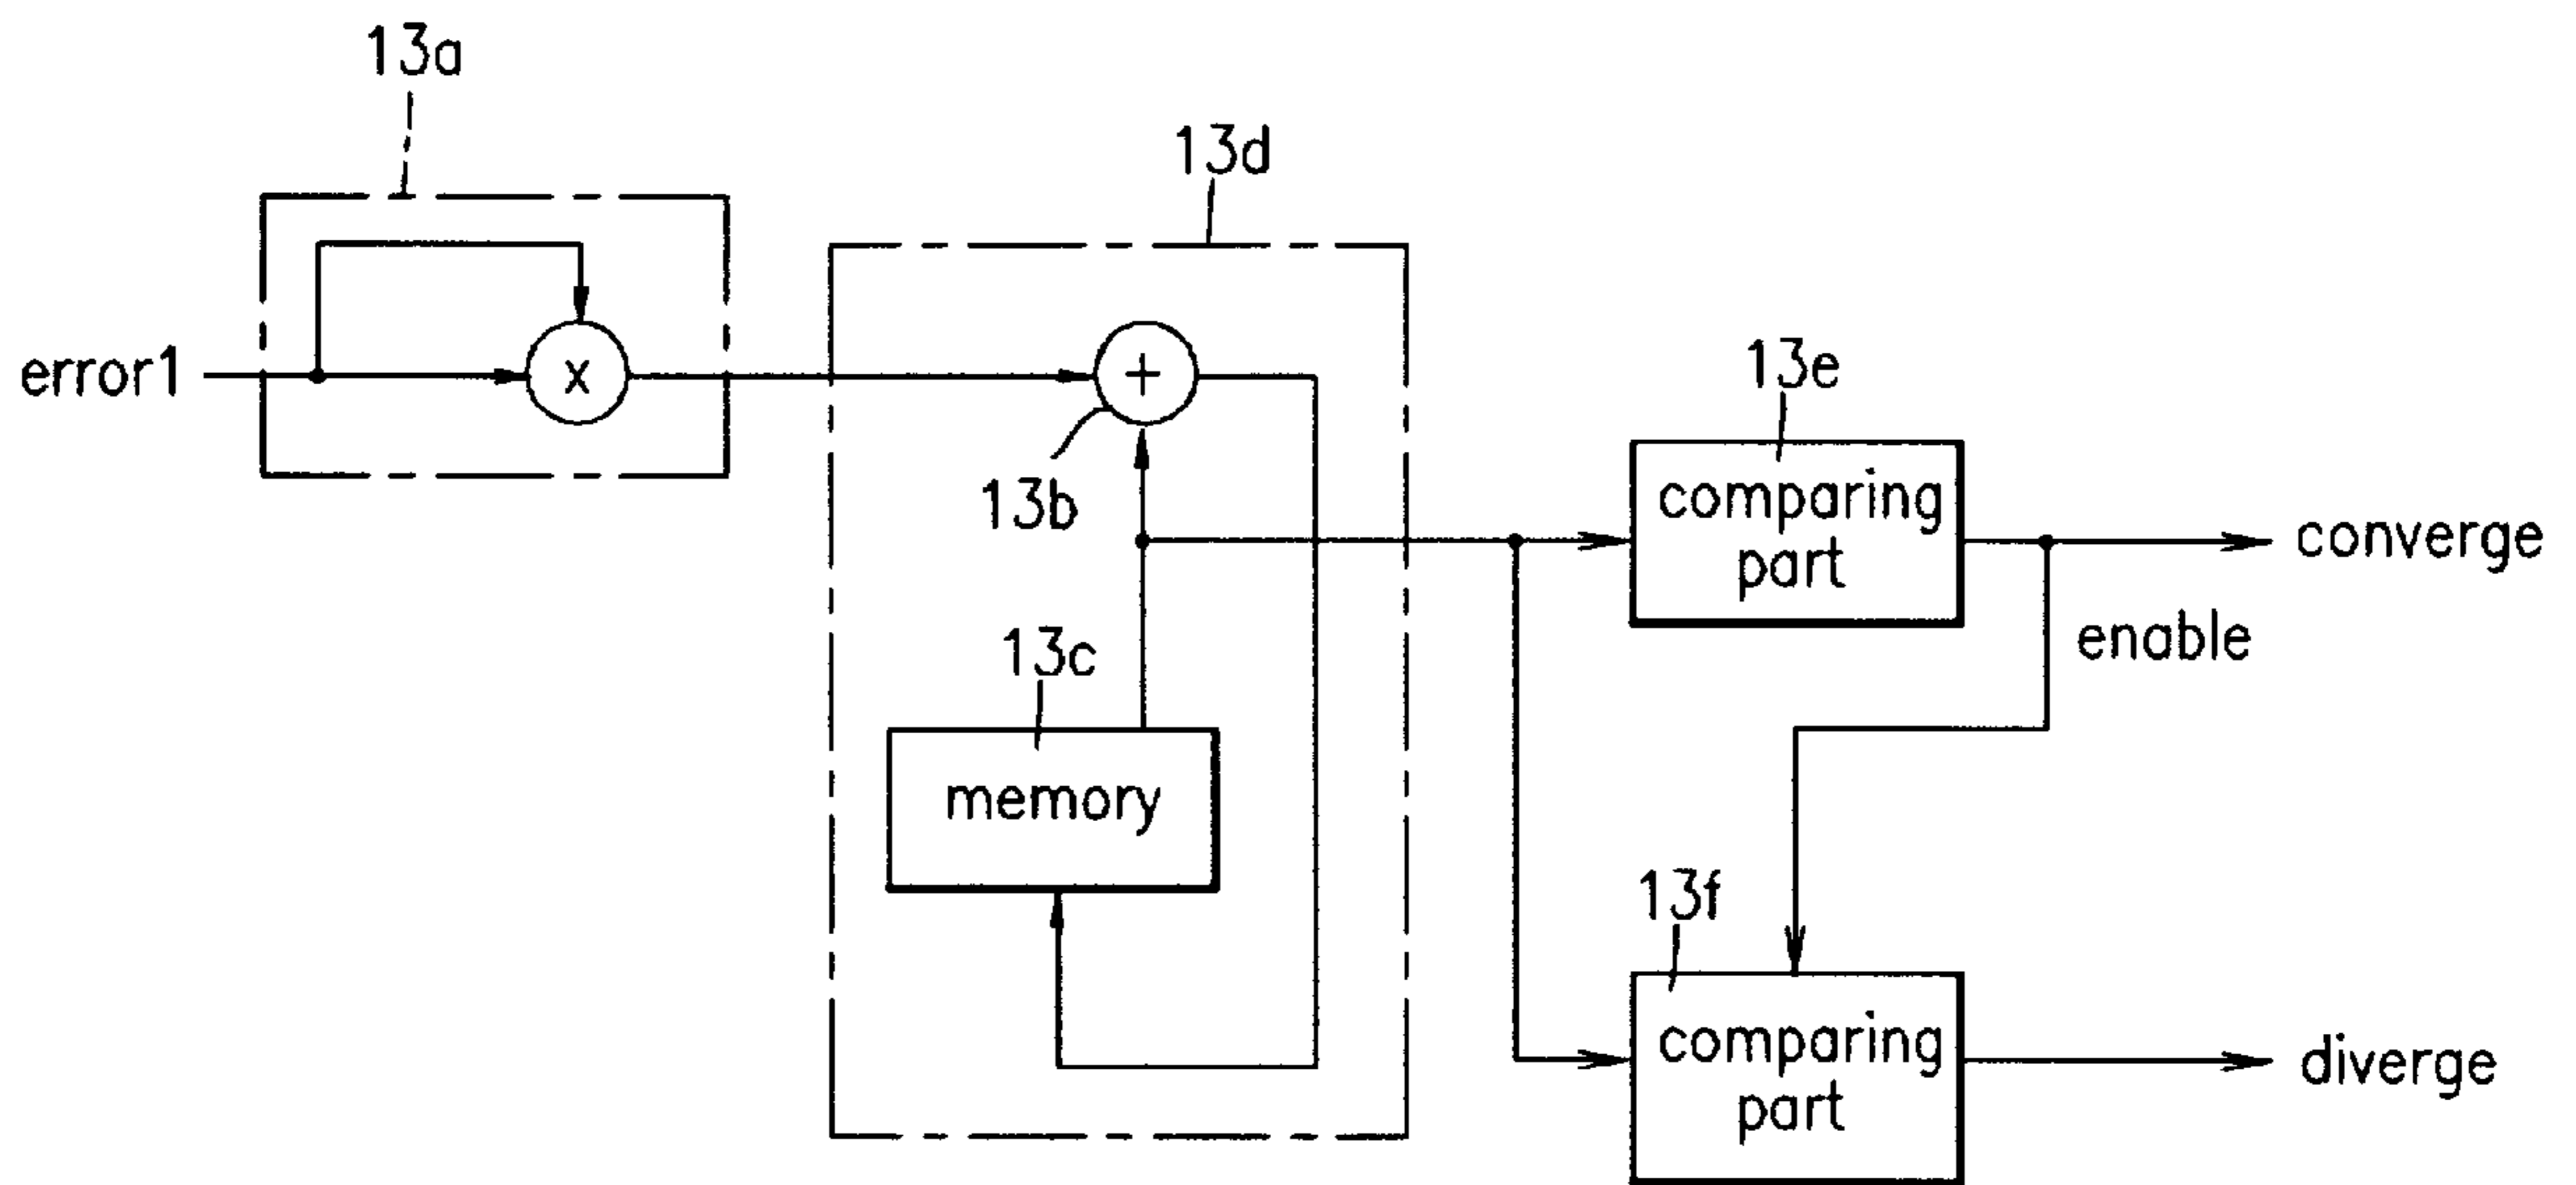 13a
13d
error1
x
+
13b
13e
comparing
part
converge
enable
13c
memory
13f
comparing
part
diverge